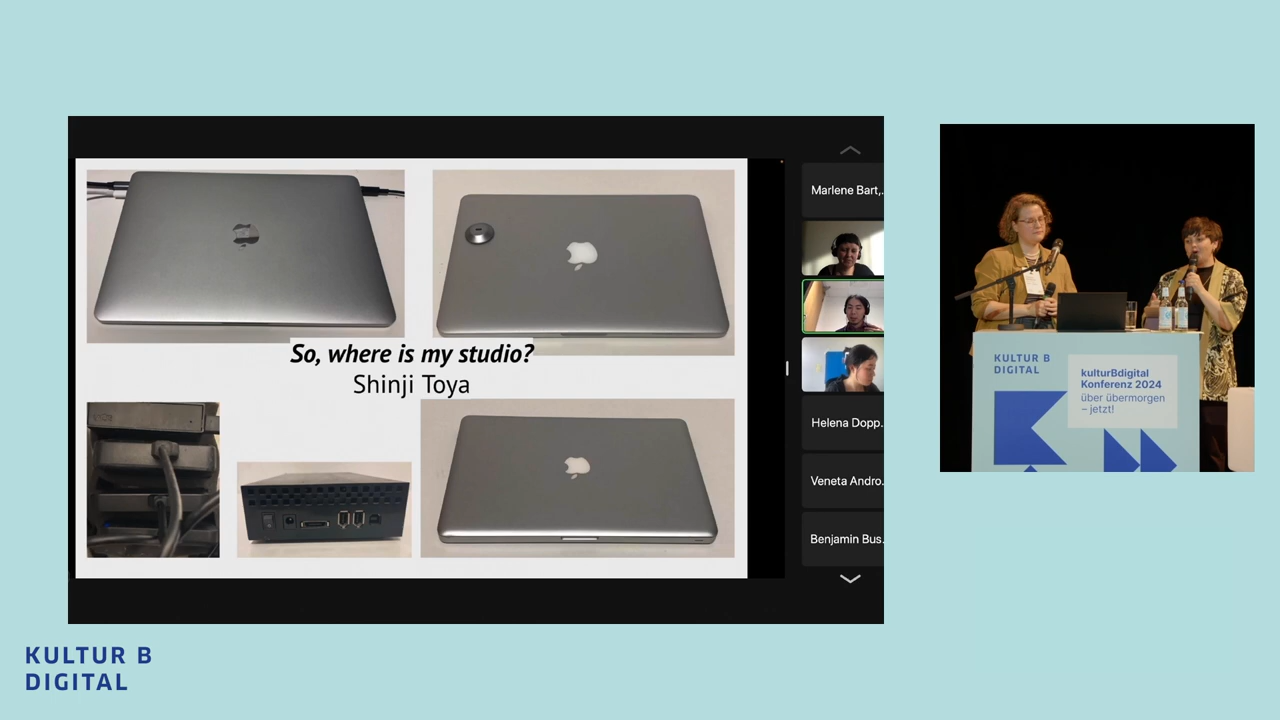 So, where is my studio?
Shinji Toya
Marlene Bart,..
Helena Dopp..
Veneta Andro..
Benjamin Bus..
KULTUR B
DIGITAL
kulturBdigital
Konferenz 2024
über übermorgen
– jetzt!
KULTUR B
DIGITAL